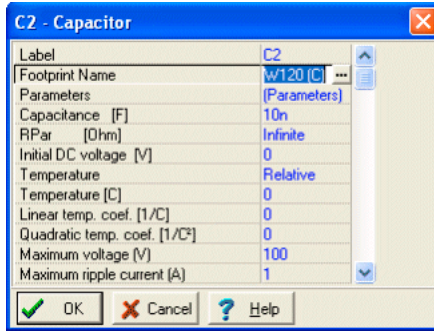 C2 - Capacitor
Label C2
Footprint Name W120 (C) ...
Parameters (Parameters)
Capacitance [F] 10n
RPar [Ohm] Infinite
Initial DC voltage [V] 0
Temperature Relative
Temperature [C] 0
Linear temp. coef. [1/C] 0
Quadratic temp. coef. [1/C²] 0
Maximum voltage (V) 100
Maximum ripple current (A) 1
OK Cancel ? Help